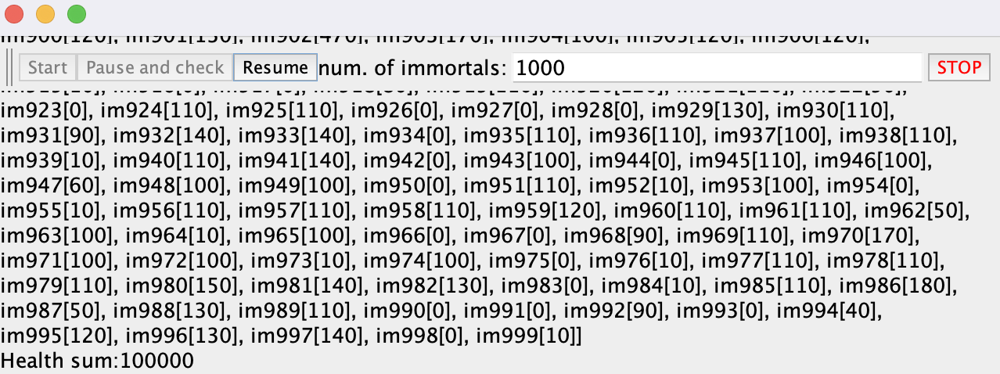 im900[120], im901[130], im902[470], im903[170], im904[100], im905[120], im906[120],
Start Pause and check Resume num. of immortals: 1000 STOP
im923[0], im924[110], im925[110], im926[0], im927[0], im928[0], im929[130], im930[110],
im931[90], im932[140], im933[140], im934[0], im935[110], im936[110], im937[100], im938[110],
im939[10], im940[110], im941[140], im942[0], im943[100], im944[0], im945[110], im946[100],
im947[60], im948[100], im949[100], im950[0], im951[110], im952[10], im953[100], im954[0],
im955[10], im956[110], im957[110], im958[110], im959[120], im960[110], im961[110], im962[50],
im963[100], im964[10], im965[100], im966[0], im967[0], im968[90], im969[110], im970[170],
im971[100], im972[100], im973[10], im974[100], im975[0], im976[10], im977[110], im978[110],
im979[110], im980[150], im981[140], im982[130], im983[0], im984[10], im985[110], im986[180],
im987[50], im988[130], im989[110], im990[0], im991[0], im992[90], im993[0], im994[40],
im995[120], im996[130], im997[140], im998[0], im999[10]]
Health sum:100000